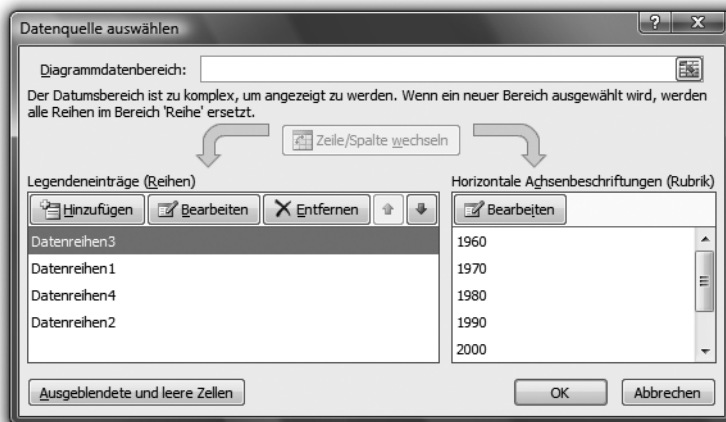 Datenquelle auswählen
? X
Diagrammdatenbereich:
Der Datumsbereich ist zu komplex, um angezeigt zu werden. Wenn ein neuer Bereich ausgewählt wird, werden
alle Reihen im Bereich 'Reihe' ersetzt.
Zeile/Spalte wechseln
Legendeneinträge (Reihen)
Hinzufügen Bearbeiten Entfernen
Datenreihen3
Datenreihen1
Datenreihen4
Datenreihen2
Horizontale Achsenbeschriftungen (Rubrik)
Bearbeiten
1960
1970
1980
1990
2000
Ausgeblendete und leere Zellen
OK Abbrechen